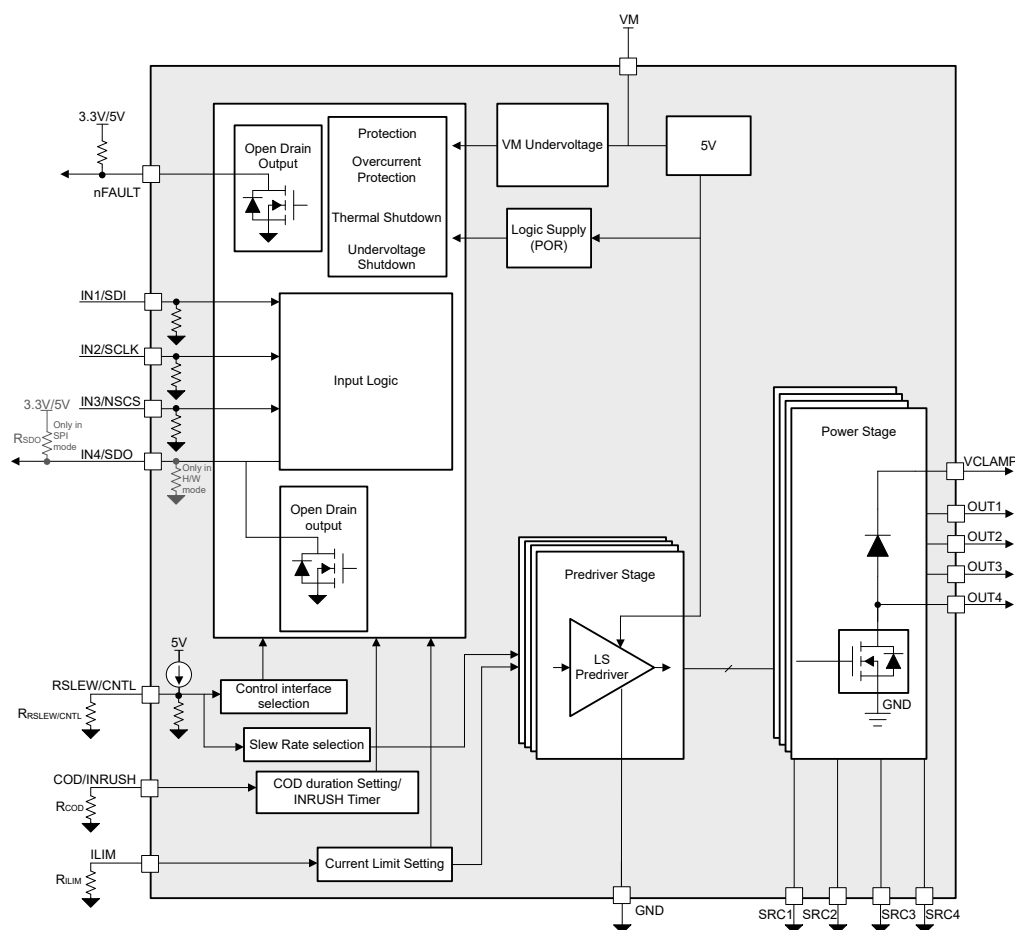 VM
3.3V/5V
nFAULT
Open Drain
Output
Protection
Overcurrent
Protection
Thermal Shutdown
Undervoltage
Shutdown
VM Undervoltage
5V
Logic Supply
(POR)
IN1/SDI
IN2/SCLK
IN3/NSCS
3.3V/5V
RSDO
Only in
SPI
mode
IN4/SDO
Only in
H/W
mode
Input Logic
Open Drain
output
Power Stage
VCLAMP
OUT1
OUT2
OUT3
OUT4
GND
Predriver Stage
LS
Predriver
5V
RSLEW/CNTL
RRSLEW/CNTL
Control interface
selection
Slew Rate selection
COD/INRUSH
RCOD
COD duration Setting/
INRUSH Timer
ILIM
RILIM
Current Limit Setting
GND
SRC1 SRC2 SRC3 SRC4